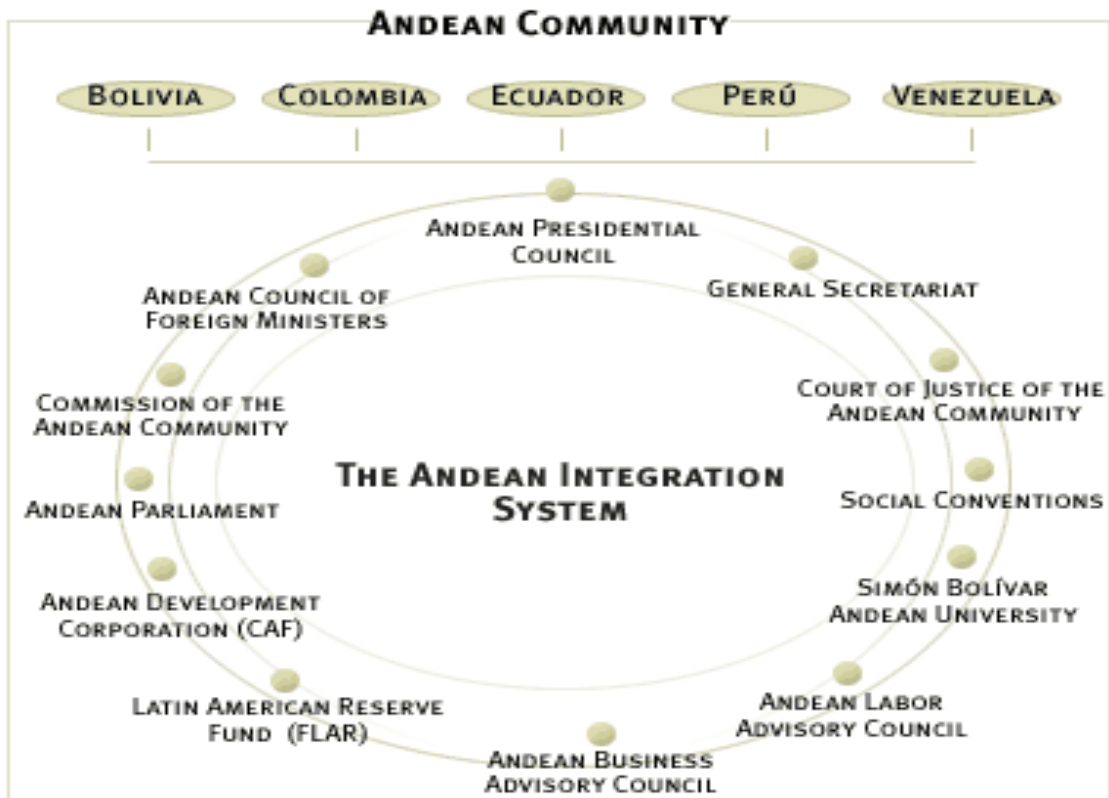 ANDEAN COMMUNITY
BOLIVIA
COLOMBIA
ECUADOR
PERÚ
VENEZUELA
ANDEAN PRESIDENTIAL
COUNCIL
ANDEAN COUNCIL OF
FOREIGN MINISTERS
GENERAL SECRETARIAT
COMMISSION OF THE
ANDEAN COMMUNITY
COURT OF JUSTICE OF THE
ANDEAN COMMUNITY
THE ANDEAN INTEGRATION
SYSTEM
ANDEAN PARLIAMENT
SOCIAL CONVENTIONS
ANDEAN DEVELOPMENT
CORPORATION (CAF)
SIMÓN BOLÍVAR
ANDEAN UNIVERSITY
LATIN AMERICAN RESERVE
FUND (FLAR)
ANDEAN LABOR
ADVISORY COUNCIL
ANDEAN BUSINESS
ADVISORY COUNCIL